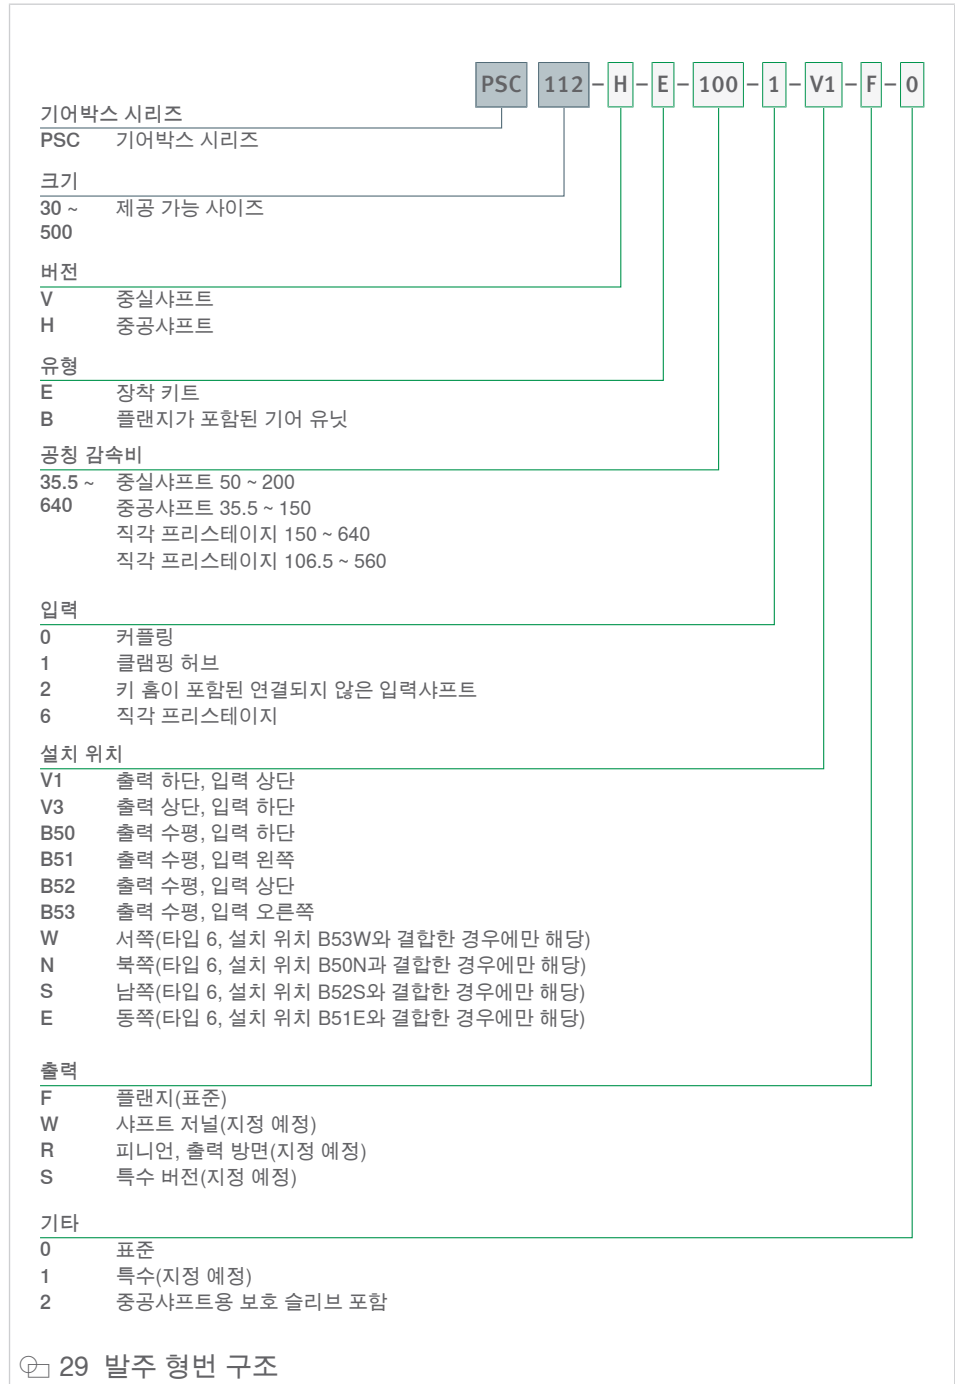 PSC 112 – H – E – 100 – 1 – V1 – F – 0
기어박스 시리즈
PSC 기어박스 시리즈
크기
30 ~ 제공 가능 사이즈
500
버전
V 중실샤프트
H 중공샤프트
유형
E 장착 키트
B 플랜지가 포함된 기어 유닛
공칭 감속비
35.5 ~ 중실샤프트 50 ~ 200
640 중공샤프트 35.5 ~ 150
직각 프리스테이지 150 ~ 640
직각 프리스테이지 106.5 ~ 560
입력
0 커플링
1 클램핑 허브
2 키 홈이 포함된 연결되지 않은 입력샤프트
6 직각 프리스테이지
설치 위치
V1 출력 하단, 입력 상단
V3 출력 상단, 입력 하단
B50 출력 수평, 입력 하단
B51 출력 수평, 입력 왼쪽
B52 출력 수평, 입력 상단
B53 출력 수평, 입력 오른쪽
W 서쪽(타입 6, 설치 위치 B53W와 결합한 경우에만 해당)
N 북쪽(타입 6, 설치 위치 B50N과 결합한 경우에만 해당)
S 남쪽(타입 6, 설치 위치 B52S와 결합한 경우에만 해당)
E 동쪽(타입 6, 설치 위치 B51E와 결합한 경우에만 해당)
출력
F 플랜지(표준)
W 샤프트 저널(지정 예정)
R 피니언, 출력 방면(지정 예정)
S 특수 버전(지정 예정)
기타
0 표준
1 특수(지정 예정)
2 중공샤프트용 보호 슬리브 포함
29 발주 형번 구조